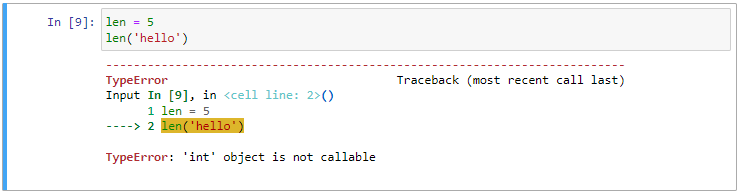 In [9]: len = 5
len('hello')
---------------------------------------------------------------------------
TypeError                                 Traceback (most recent call last)
Input In [9], in <cell line: 2>()
      1 len = 5
----> 2 len('hello')
TypeError: 'int' object is not callable